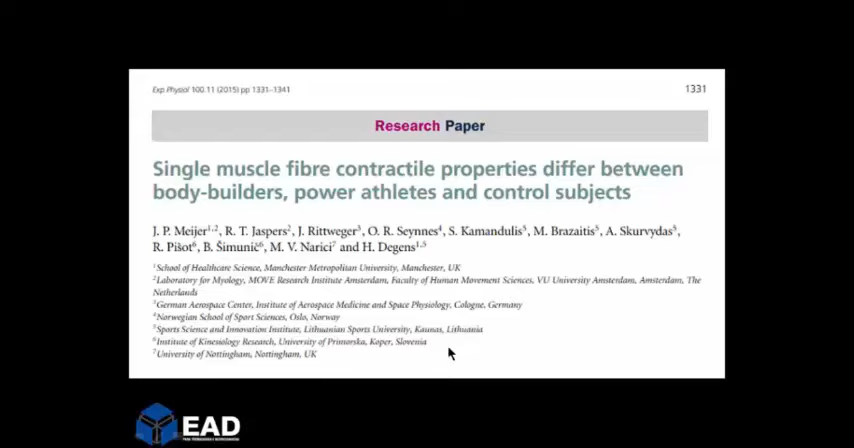 Exp Physiol 100.11 (2015) pp 1331–1341
1331
Research Paper
Single muscle fibre contractile properties differ between
body-builders, power athletes and control subjects
J. P. Meijer¹,², R. T. Jaspers², J. Rittweger³, O. R. Seynnes⁴, S. Kamandulis⁵, M. Brazaitis⁵, A. Skurvydas⁵,
R. Pišot⁶, B. Šimunič⁶, M. V. Narici⁷ and H. Degens¹,⁵
¹School of Healthcare Science, Manchester Metropolitan University, Manchester, UK
²Laboratory for Myology, MOVE Research Institute Amsterdam, Faculty of Human Movement Sciences, VU University Amsterdam, Amsterdam, The
Netherlands
³German Aerospace Center, Institute of Aerospace Medicine and Space Physiology, Cologne, Germany
⁴Norwegian School of Sport Sciences, Oslo, Norway
⁵Sports Science and Innovation Institute, Lithuanian Sports University, Kaunas, Lithuania
⁶Institute of Kinesiology Research, University of Primorska, Koper, Slovenia
⁷University of Nottingham, Nottingham, UK
EAD